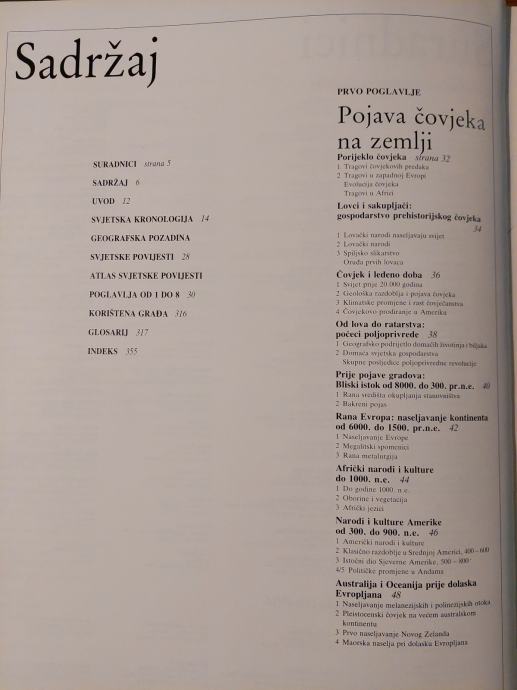 Sadržaj
SURADNICI strana 5
SADRŽAJ 6
UVOD 12
SVJETSKA KRONOLOGIJA 14
GEOGRAFSKA POZADINA
SVJETSKE POVIJESTI 28
ATLAS SVJETSKE POVIJESTI
POGLAVLJA OD 1 DO 8 30
KORIŠTENA GRAĐA 316
GLOSARIJ 317
INDEKS 355
PRVO POGLAVLJE
Pojava čovjeka
na zemlji
Porijeklo čovjeka strana 32
1 Tragovi čovjekovih predaka
2 Tragovi u zapadnoj Evropi
Evolucija čovjeka
Tragovi u Africi
Lovci i sakupljači:
gospodarstvo prehistorijskog čovjeka
34
1 Lovački narodi naseljavaju svijet
2 Lovački narodi
3 Spiljsko slikarstvo
Oruđa prvih lovaca
Čovjek i ledeno doba 36
1 Svijet prije 20.000 godina
2 Geološka razdoblja i pojava čovjeka
3 Klimatske promjene i rast čovječanstva
4 Čovjekovo prodiranje u Ameriku
Od lova do ratarstva:
počeci poljoprivrede 38
1 Geografsko podrijetlo domaćih životinja i biljaka
2 Domaća svjetska gospodarstva
Skupne posljedice poljoprivredne revolucije
Prije pojave gradova:
Bliski istok od 8000. do 300. pr.n.e. 40
1 Rana središta okupljanja stanovništva
2 Bakreni pojas
Rana Evropa: naseljavanje kontinenta
od 6000. do 1500. pr.n.e. 42
1 Naseljavanje Evrope
2 Megalitski spomenici
3 Rana metalurgija
Afrički narodi i kulture
do 1000. n.e. 44
1 Do godine 1000. n.e.
2 Oborine i vegetacija
3 Afrički jezici
Narodi i kulture Amerike
od 300. do 900. n.e. 46
1 Američki narodi i kulture
2 Klasično razdoblje u Srednjoj Americi, 400–600
3 Istočni dio Sjeverne Amerike, 500–800
4/5 Političke promjene u Andama
Australija i Oceanija prije dolaska
Evropljana 48
1 Naseljavanje melanezijskih i polinezijskih otoka
2 Pleistocenski čovjek na većem australskom
kontinentu
3 Prvo naseljavanje Novog Zelanda
4 Maorska naselja pri dolasku Evropljana